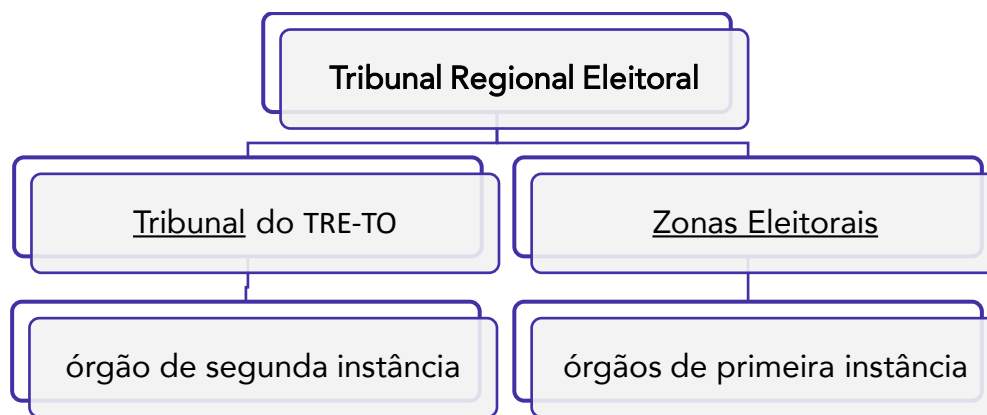 Tribunal Regional Eleitoral
Tribunal do TRE-TO
Zonas Eleitorais
órgão de segunda instância
órgãos de primeira instância